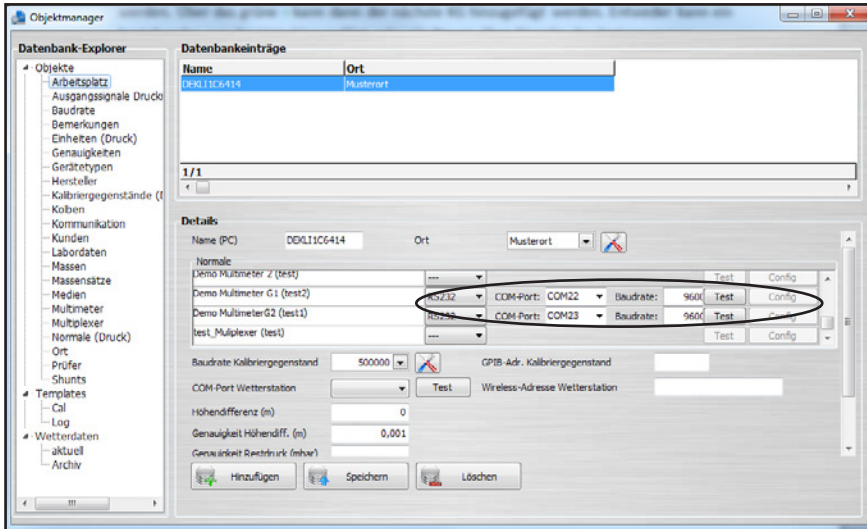 Objektmanager
Datenbank-Explorer
Objekte
Arbeitsplatz
Ausgangssignale Druck
Baudrate
Bemerkungen
Einheiten (Druck)
Genauigkeiten
Gerätetypen
Hersteller
Kalibriergegenstände (
Kolben
Kommunikation
Kunden
Labordaten
Massen
Massensätze
Medien
Multimeter
Multiplexer
Normale (Druck)
Ort
Prüfer
Shunts
Templates
Cal
Log
Wetterdaten
aktuell
Archiv
Datenbankeinträge
Name Ort
DEKLI1C6414 Musterort
1/1
Details
Name (PC) DEKLI1C6414 Ort Musterort
Normale
Demo Multimeter 2 (test) --- Test Config
Demo Multimeter G1 (test2) RS232 COM-Port: COM22 Baudrate: 9600 Test Config
Demo MultimeterG2 (test1) RS232 COM-Port: COM23 Baudrate: 9600 Test Config
test_Muliplexer (test) --- Test Config
Baudrate Kalibriergegenstand 500000 GPIB-Adr. Kalibriergegenstand
COM-Port Wetterstation Test Wireless-Adresse Wetterstation
Höhendifferenz (m) 0
Genauigkeit Höhendiff. (m) 0,001
Genauigkeit Restdruck (mbar)
Hinzufügen Speichern Löschen